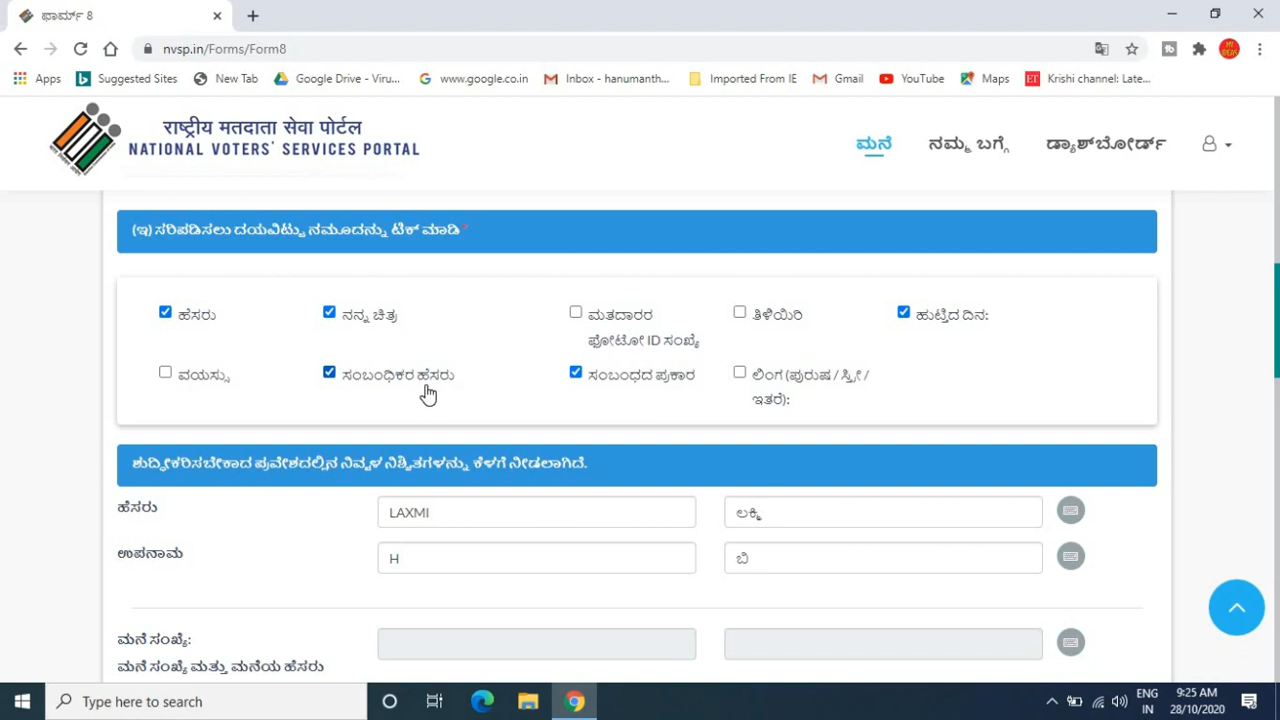 ಫಾರ್ಮ್ 8
nvsp.in/Forms/Form8
Apps Suggested Sites New Tab Google Drive - Viru... www.google.co.in Inbox - hanumanth... Imported From IE Gmail YouTube Maps ET Krishi channel: Late...
राष्ट्रीय मतदाता सेवा पोर्टल
NATIONAL VOTERS' SERVICES PORTAL
ಮನೆ ನಮ್ಮ ಬಗ್ಗೆ ಡ್ಯಾಶ್‌ಬೋರ್ಡ್
(ಇ) ಸರಿಪಡಿಸಲು ದಯವಿಟ್ಟು ನಮೂದನ್ನು ಟಿಕ್ ಮಾಡಿ*
ಹೆಸರು ನನ್ನ ಚಿತ್ರ ಮತದಾರರ ತಿಳಿಯಿರಿ ಹುಟ್ಟಿದ ದಿನ:
ಫೋಟೋ ID ಸಂಖ್ಯೆ
ವಯಸ್ಸು ಸಂಬಂಧಿಕರ ಹೆಸರು ಸಂಬಂಧದ ಪ್ರಕಾರ ಲಿಂಗ (ಪುರುಷ / ಸ್ತ್ರೀ /
ಇತರೆ):
ಶುದ್ಧೀಕರಿಸಬೇಕಾದ ಪ್ರವೇಶದಲ್ಲಿನ ನಿವ್ವಳ ನಿಶ್ಚಿತಗಳನ್ನು ಕೆಳಗೆ ನೀಡಲಾಗಿದೆ.
ಹೆಸರು LAXMI ಲಕ್ಷ್ಮಿ
ಉಪನಾಮ H ಬಿ
ಮನೆ ಸಂಖ್ಯೆ:
ಮನೆ ಸಂಖ್ಯೆ ಮತ್ತು ಮನೆಯ ಹೆಸರು
Type here to search ENG 9:25 AM
IN 28/10/2020